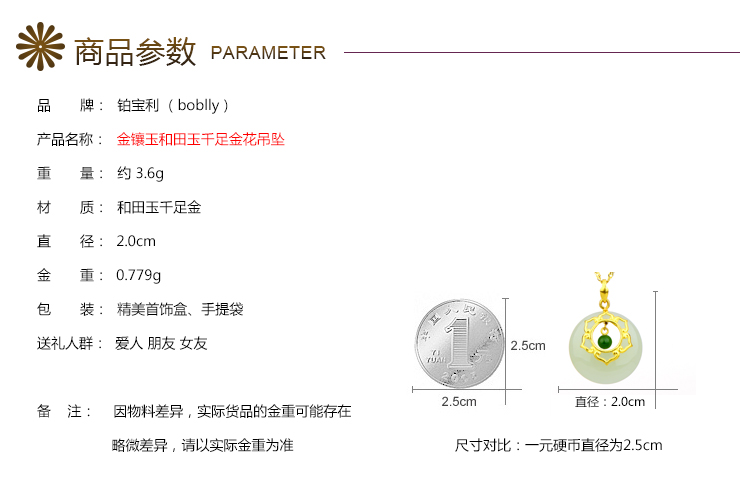 商品参数 PARAMETER
品 牌： 铂宝利（boblly）
产品名称： 金镶玉和田玉千足金花吊坠
重 量： 约 3.6g
材 质： 和田玉千足金
直 径： 2.0cm
金 重： 0.779g
包 装： 精美首饰盒、手提袋
送礼人群： 爱人 朋友 女友
备 注： 因物料差异，实际货品的金重可能存在
略微差异，请以实际金重为准
1
YI
YUAN
2.5cm
2.5cm
直径：2.0cm
尺寸对比：一元硬币直径为2.5cm